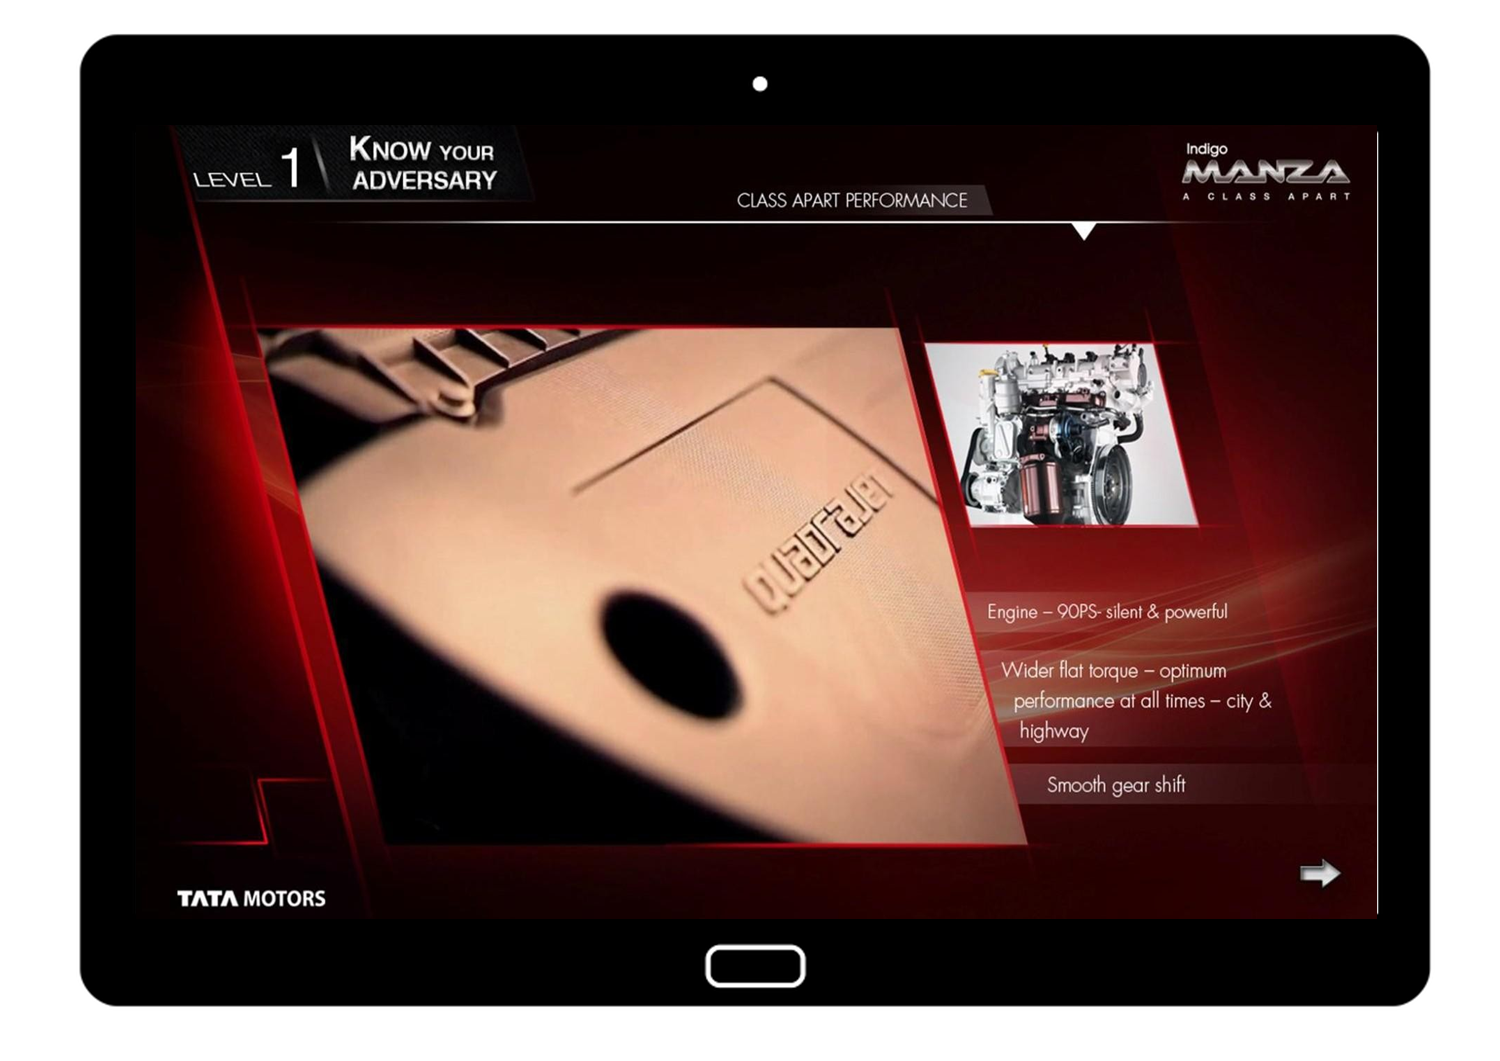 LEVEL 1
KNOW YOUR
ADVERSARY
CLASS APART PERFORMANCE
Indigo
MANZA
A CLASS APART
QUADRAJET
Engine – 90PS- silent & powerful
Wider flat torque – optimum
performance at all times – city &
highway
Smooth gear shift
TATA MOTORS